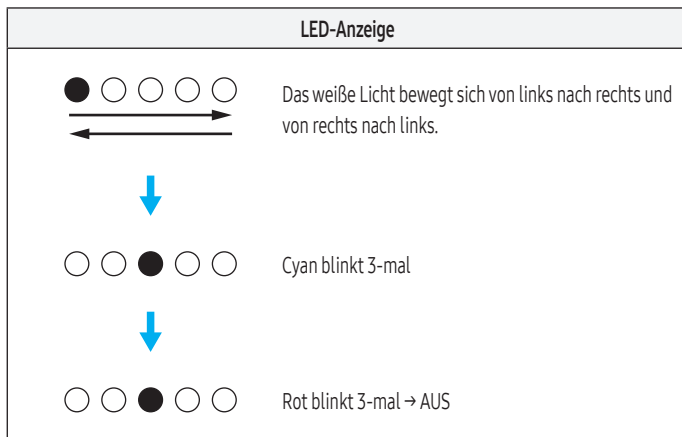 LED-Anzeige
Das weiße Licht bewegt sich von links nach rechts und
von rechts nach links.
Cyan blinkt 3-mal
Rot blinkt 3-mal → AUS